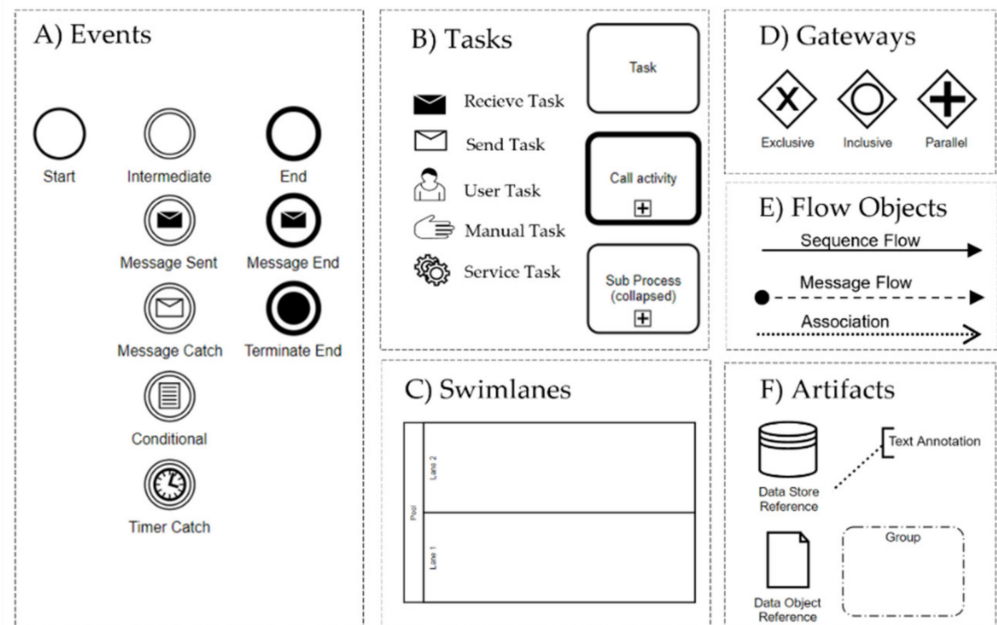 A) Events
Start
Intermediate
End
Message Sent
Message End
Message Catch
Terminate End
Conditional
Timer Catch
B) Tasks
Recieve Task
Send Task
User Task
Manual Task
Service Task
Task
Call activity
Sub Process
(collapsed)
C) Swimlanes
Pool
Lane 2
Lane 1
D) Gateways
Exclusive
Inclusive
Parallel
E) Flow Objects
Sequence Flow
Message Flow
Association
F) Artifacts
Data Store
Reference
Text Annotation
Data Object
Reference
Group